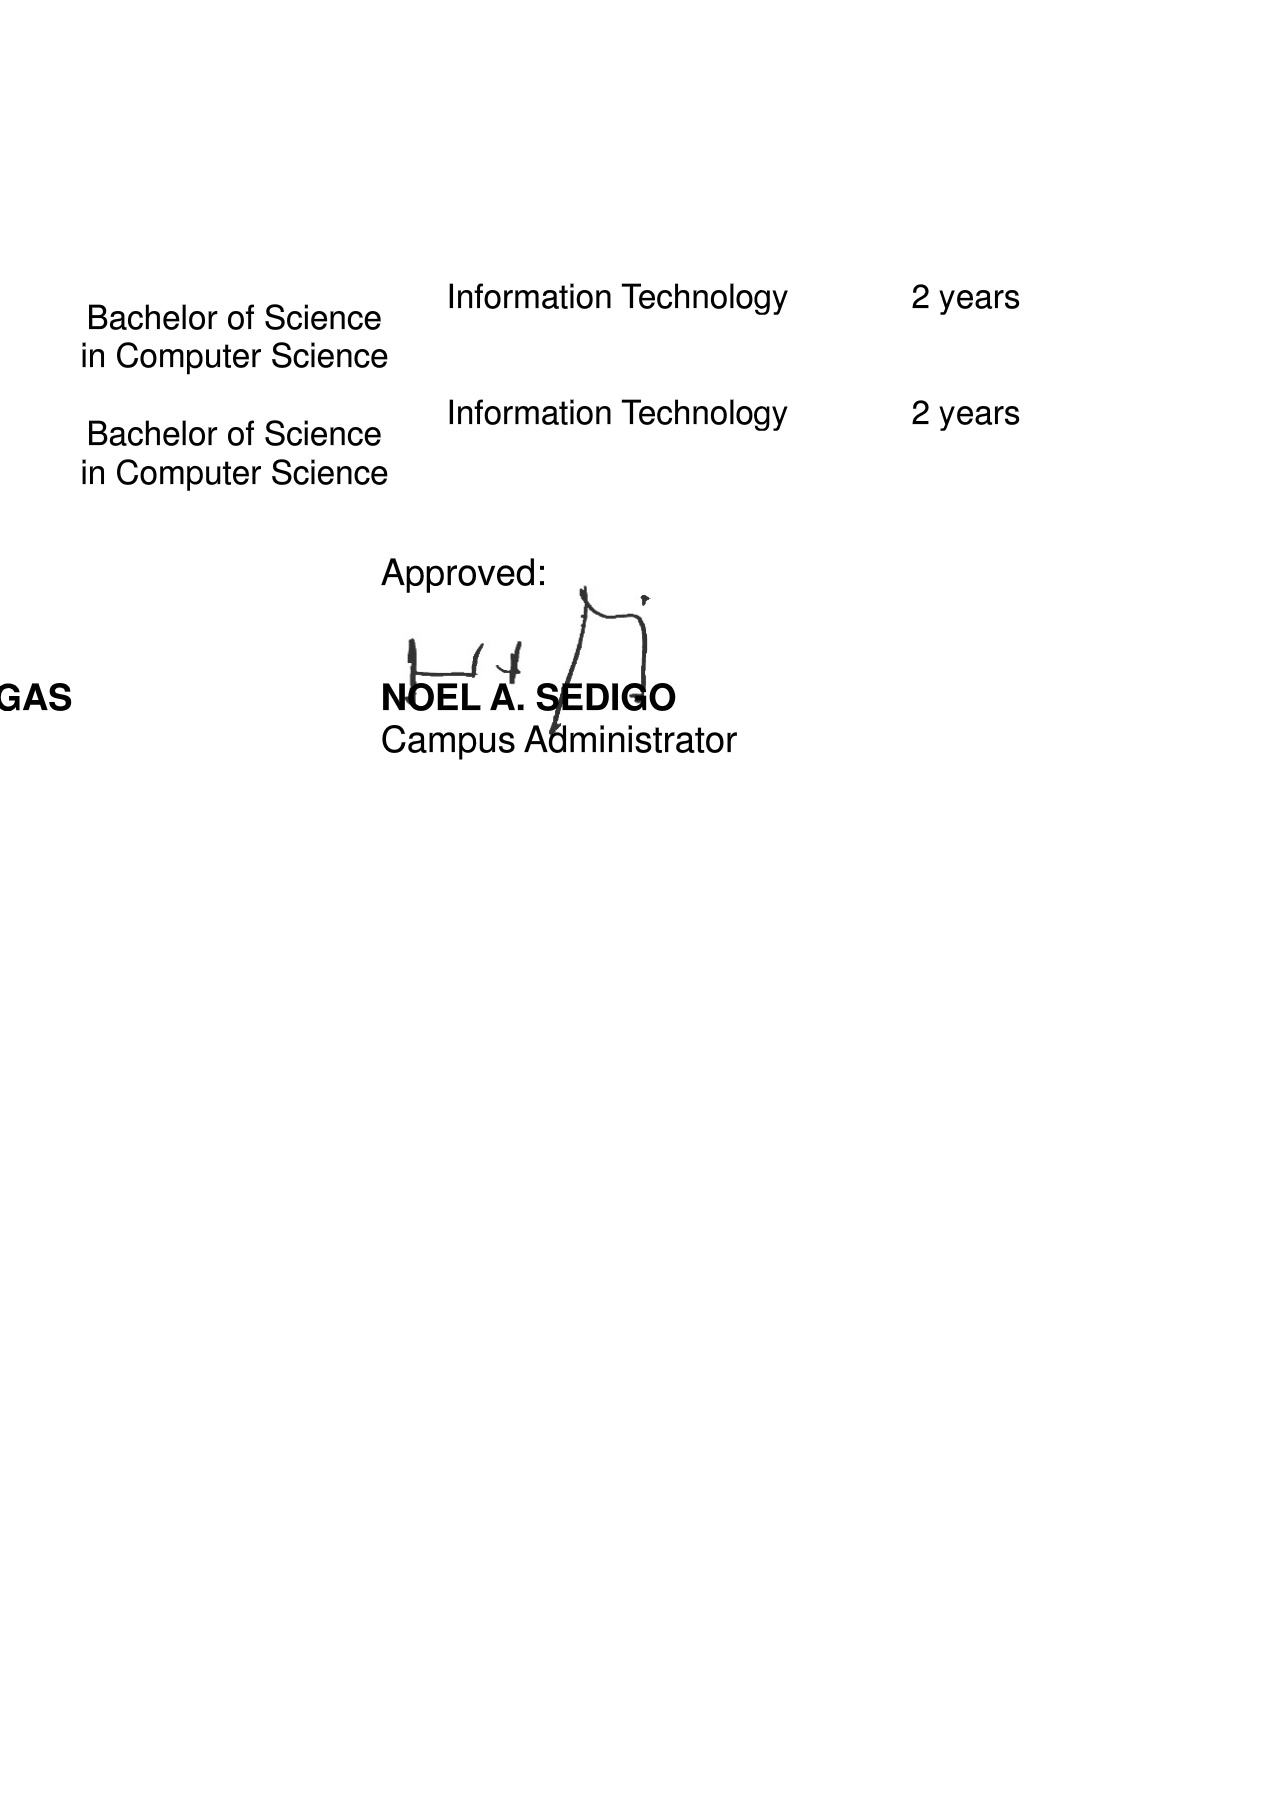 Information Technology 2 years
Bachelor of Science
in Computer Science
Information Technology 2 years
Bachelor of Science
in Computer Science
Approved:
GAS NOEL A. SEDIGO
Campus Administrator